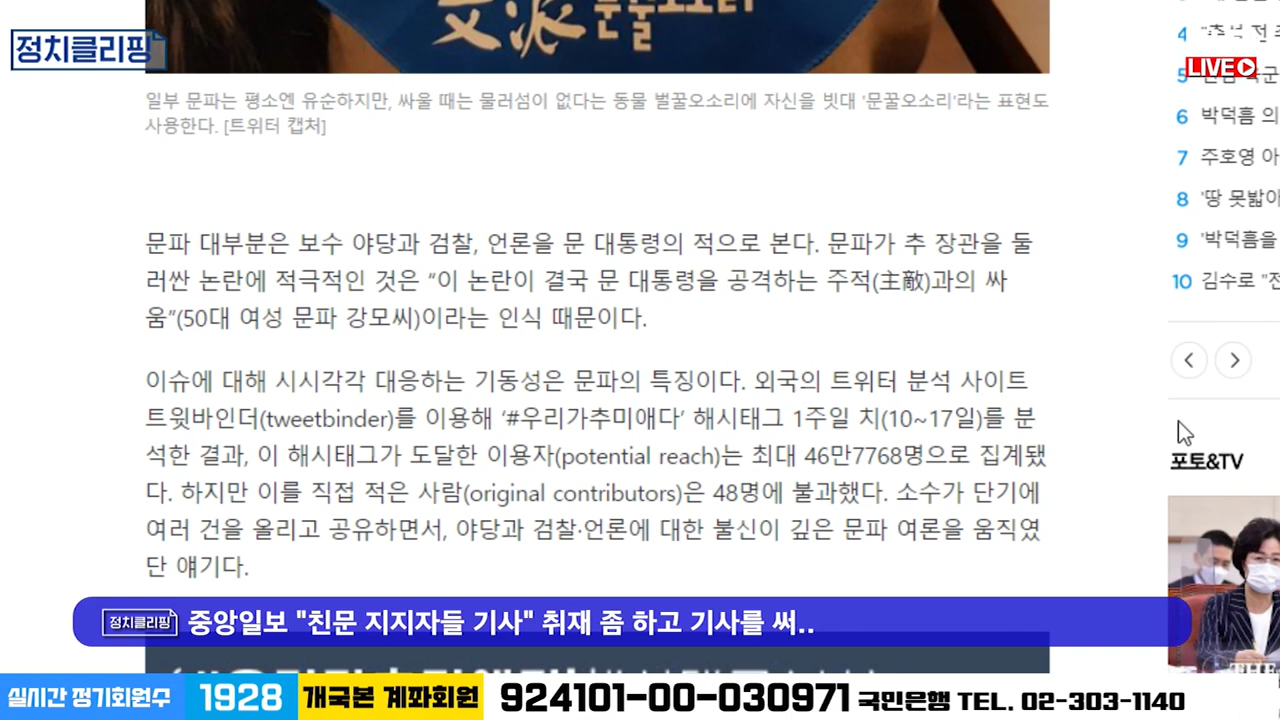 文派 문꿀오소리
정치클리핑
일부 문파는 평소엔 유순하지만, 싸울 때는 물러섬이 없다는 동물 벌꿀오소리에 자신을 빗대 '문꿀오소리'라는 표현도
사용한다. [트위터 캡처]
문파 대부분은 보수 야당과 검찰, 언론을 문 대통령의 적으로 본다. 문파가 추 장관을 둘
러싼 논란에 적극적인 것은 “이 논란이 결국 문 대통령을 공격하는 주적(主敵)과의 싸
움”(50대 여성 문파 강모씨)이라는 인식 때문이다.
이슈에 대해 시시각각 대응하는 기동성은 문파의 특징이다. 외국의 트위터 분석 사이트
트윗바인더(tweetbinder)를 이용해 ‘#우리가추미애다’ 해시태그 1주일 치(10~17일)를 분
석한 결과, 이 해시태그가 도달한 이용자(potential reach)는 최대 46만7768명으로 집계됐
다. 하지만 이를 직접 적은 사람(original contributors)은 48명에 불과했다. 소수가 단기에
여러 건을 올리고 공유하면서, 야당과 검찰·언론에 대한 불신이 깊은 문파 여론을 움직였
단 얘기다.
4
LIVE
5
6 박덕흠 의
7 주호영 아
8 '땅 못밟아
9 '박덕흠을
10 김수로 "전
포토&TV
THE
정치클리핑 중앙일보 "친문 지지자들 기사" 취재 좀 하고 기사를 써..
실시간 정기회원수 1928 개국본 계좌회원 924101-00-030971 국민은행 TEL. 02-303-1140